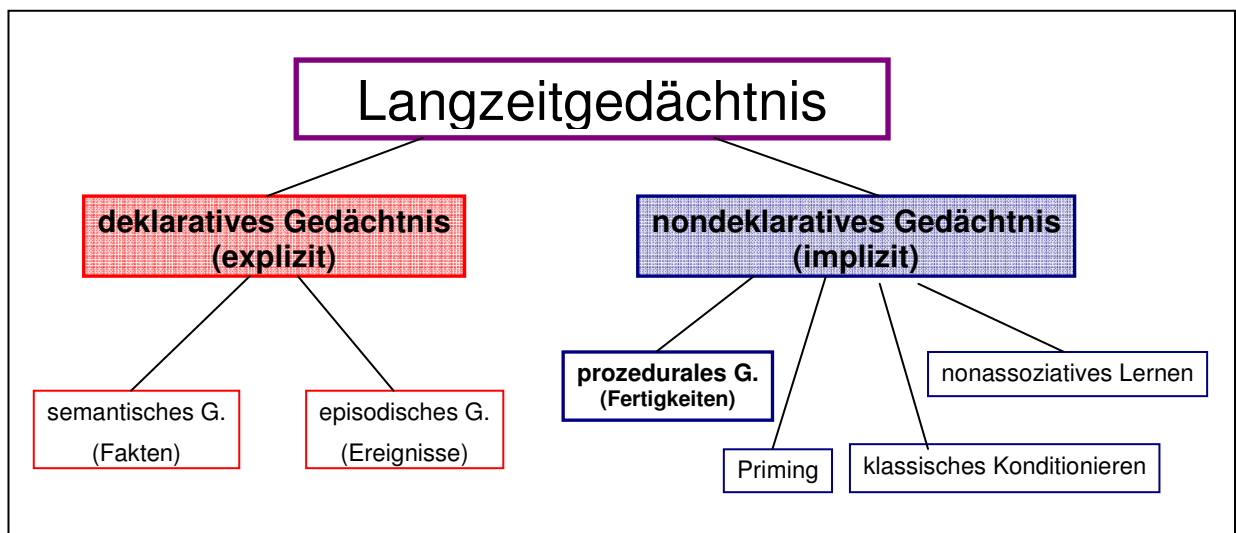 Langzeitgedächtnis
deklaratives Gedächtnis
(explizit)
nondeklaratives Gedächtnis
(implizit)
semantisches G.
(Fakten)
episodisches G.
(Ereignisse)
prozedurales G.
(Fertigkeiten)
Priming
klassisches Konditionieren
nonassoziatives Lernen